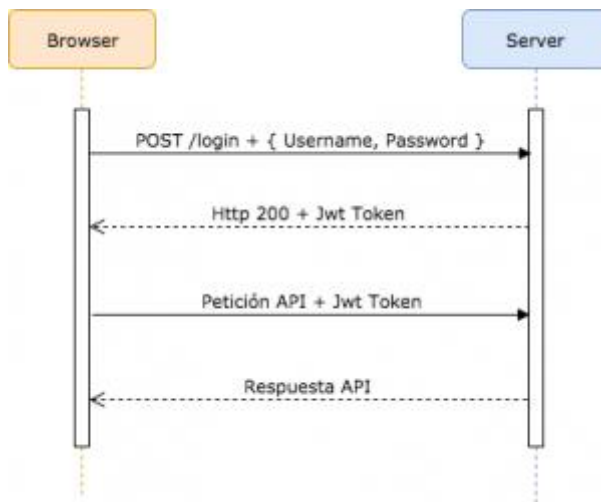 Browser
Server
POST /login + { Username, Password }
Http 200 + Jwt Token
Petición API + Jwt Token
Respuesta API